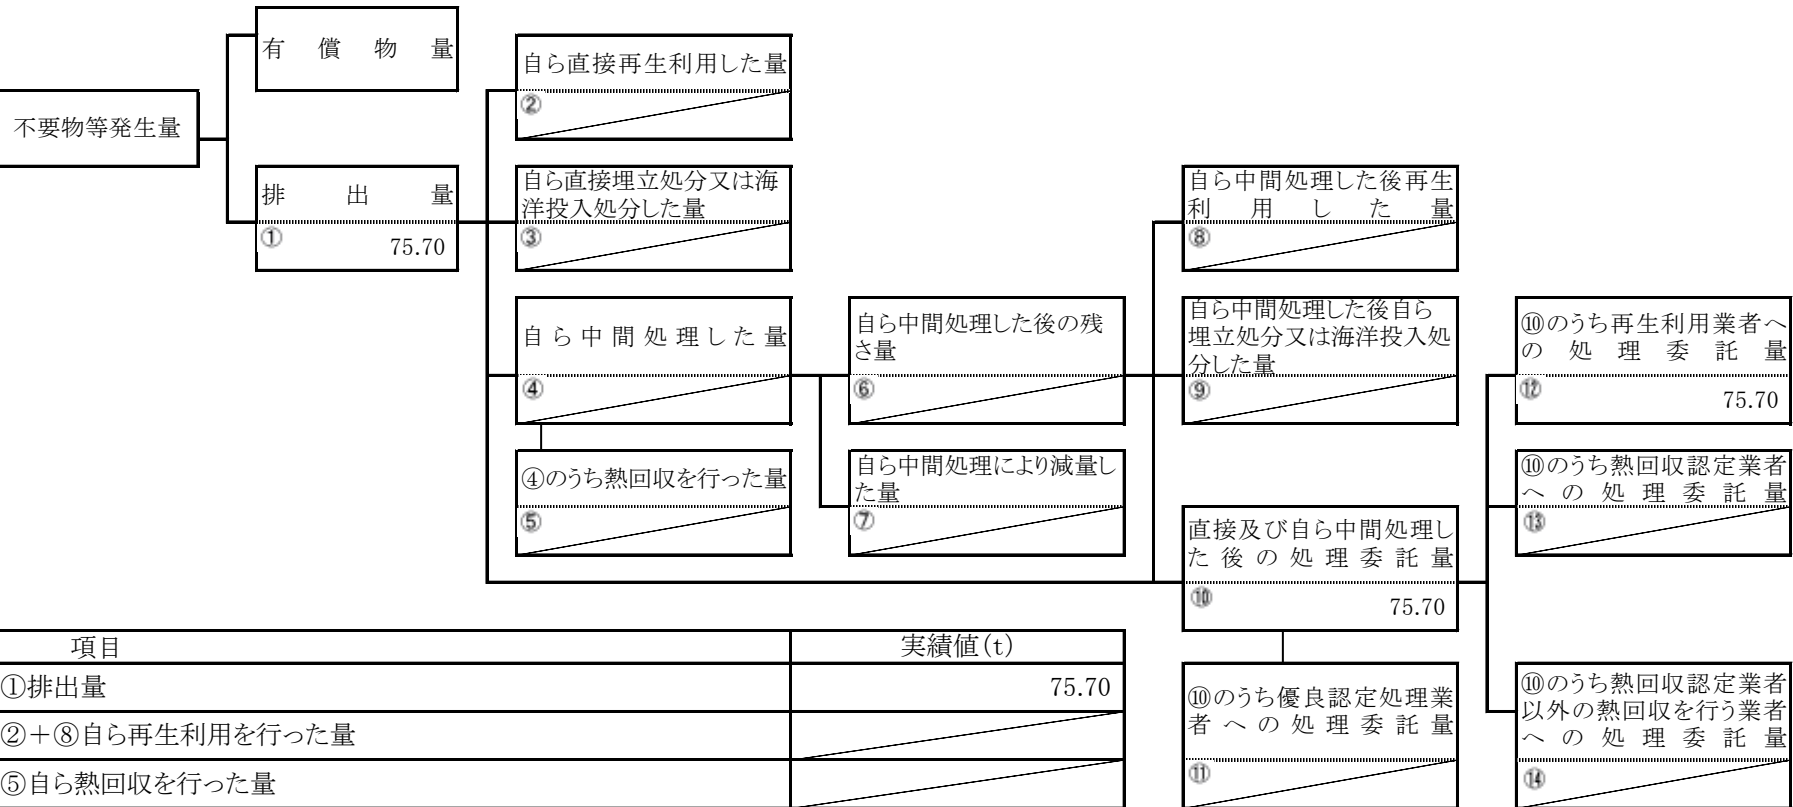 有償物量
不要物等発生量
排出量
①
75.70
自ら直接再生利用した量
②
自ら直接埋立処分又は海
洋投入処分した量
③
自ら中間処理した量
④
④のうち熱回収を行った量
⑤
自ら中間処理した後の残
さ量
⑥
自ら中間処理により減量し
た量
⑦
自ら中間処理した後再生
利用した量
⑧
自ら中間処理した後自ら
埋立処分又は海洋投入処
分した量
⑨
直接及び自ら中間処理し
た後の処理委託量
⑩
75.70
⑩のうち優良認定処理業
者への処理委託量
⑪
⑩のうち再生利用業者へ
の処理委託量
⑫
75.70
⑩のうち熱回収認定業者
への処理委託量
⑬
⑩のうち熱回収認定業者
以外の熱回収を行う業者
への処理委託量
⑭
項目 実績値(t)
①排出量 75.70
②+⑧自ら再生利用を行った量
⑤自ら熱回収を行った量